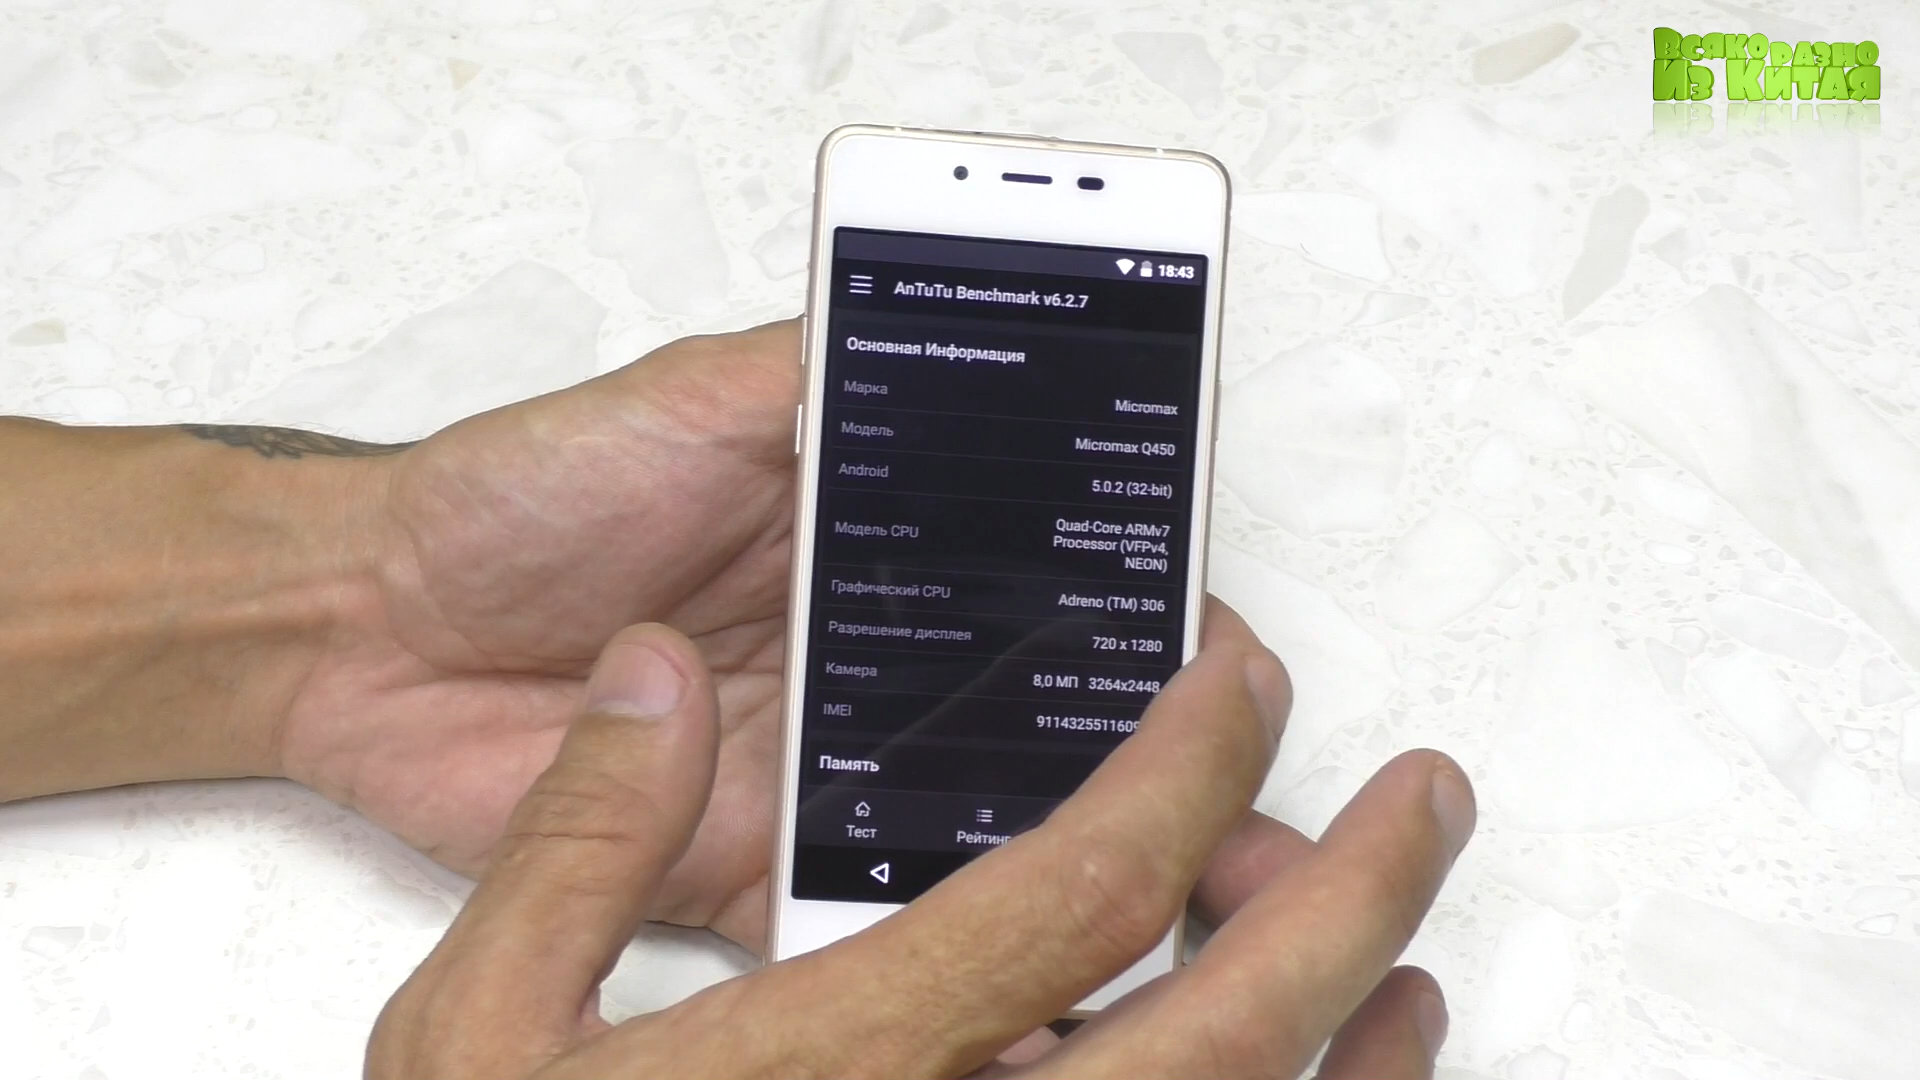 Всяко разно
Из Китая
18:43
AnTuTu Benchmark v6.2.7
Основная Информация
Марка
Micromax
Модель
Micromax Q450
Android
5.0.2 (32-bit)
Модель CPU
Quad-Core ARMv7
Processor (VFPv4,
NEON)
Графический CPU
Adreno (TM) 306
Разрешение дисплея
720 x 1280
Камера
8,0 МП 3264x2448
IMEI
Память
Тест
Рейтинг